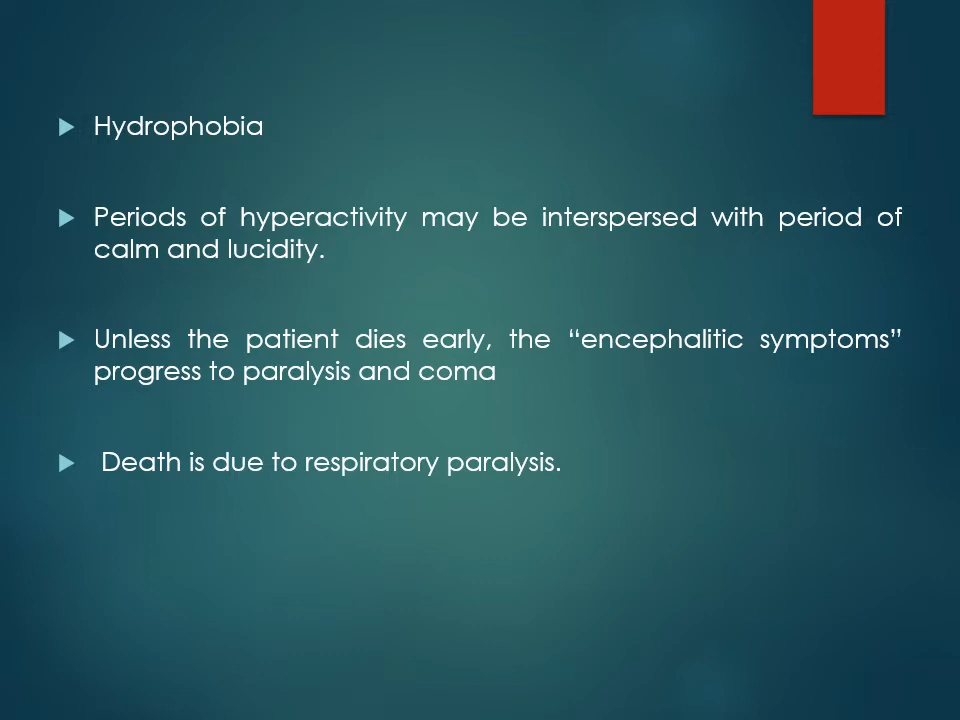 Hydrophobia
Periods of hyperactivity may be interspersed with period of
calm and lucidity.
Unless the patient dies early, the “encephalitic symptoms”
progress to paralysis and coma
Death is due to respiratory paralysis.